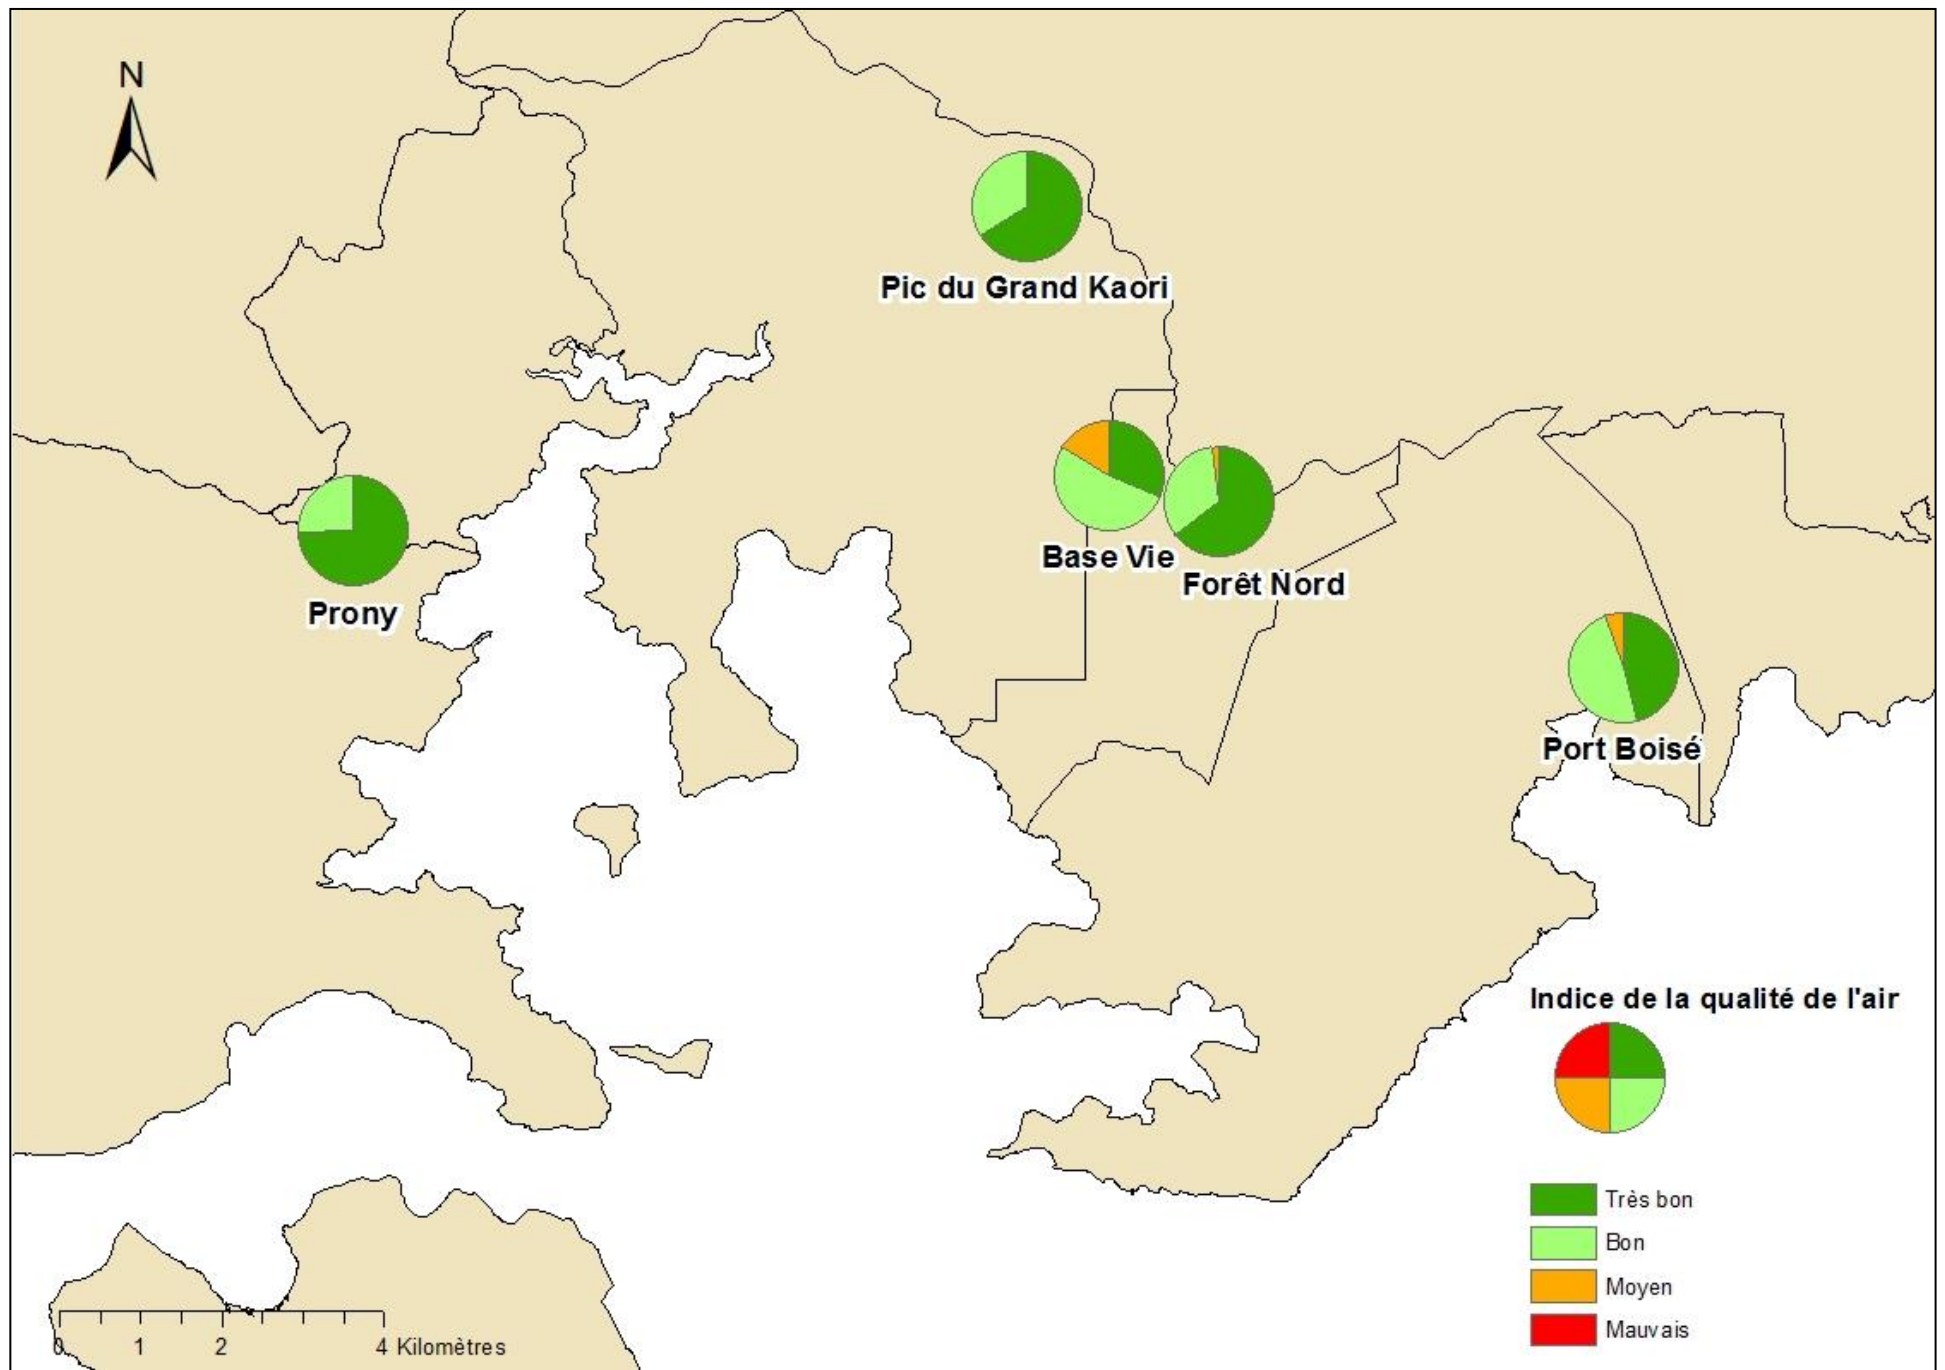 N
Pic du Grand Kaori
Base Vie
Forêt Nord
Prony
Port Boisé
Indice de la qualité de l'air
Très bon
Bon
Moyen
Mauvais
0 1 2 4 Kilomètres